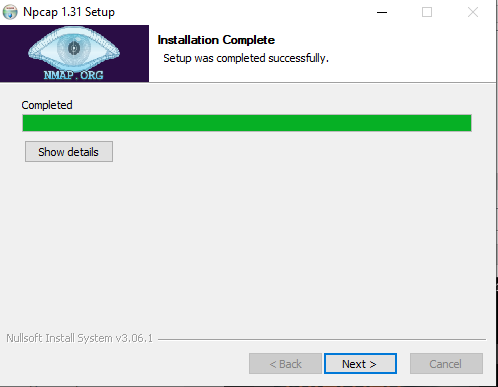 Npcap 1.31 Setup
Installation Complete
Setup was completed successfully.
NMAP.ORG
Completed
Show details
Nullsoft Install System v3.06.1
< Back
Next >
Cancel